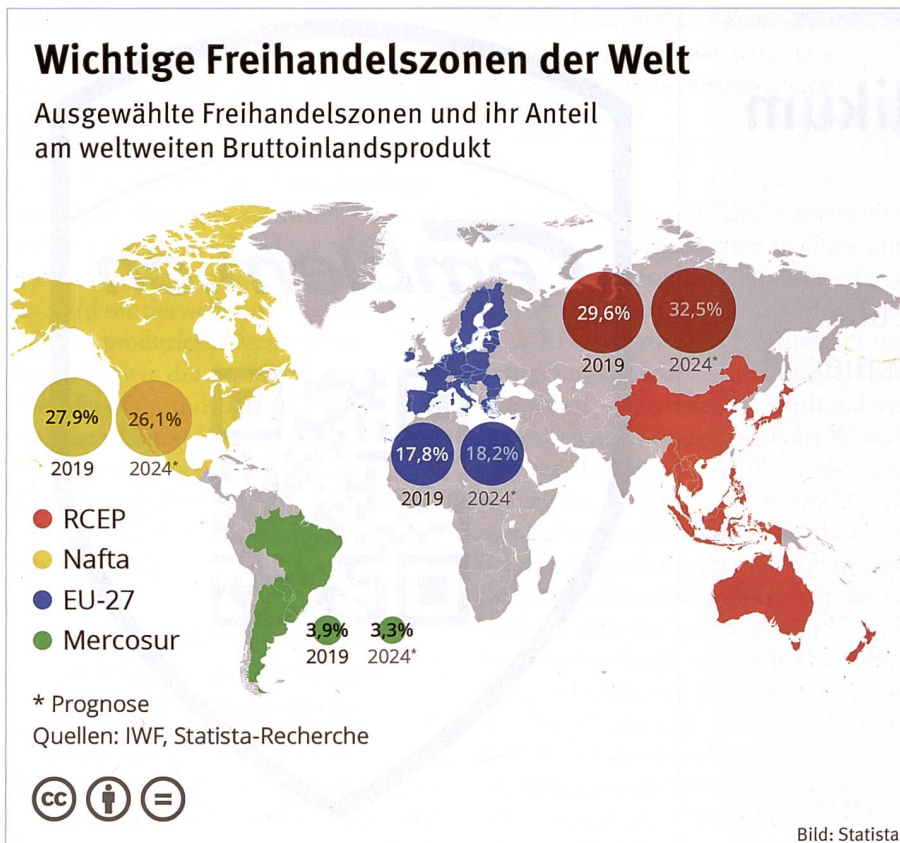 Wichtige Freihandelszonen der Welt
Ausgewählte Freihandelszonen und ihr Anteil
am weltweiten Bruttoinlandsprodukt
29,6%
32,5%
2019
2024*
27,9%
26,1%
2019
2024*
17,8%
18,2%
2019
2024*
RCEP
Nafta
EU-27
Mercosur
3,9%
3,3%
2019
2024*
* Prognose
Quellen: IWF, Statista-Recherche
cc
Bild: Statista